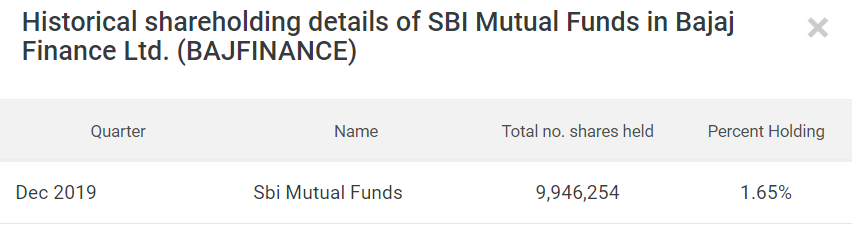 Historical shareholding details of SBI Mutual Funds in Bajaj
Finance Ltd. (BAJFINANCE)
Quarter Name Total no. shares held Percent Holding
Dec 2019 Sbi Mutual Funds 9,946,254 1.65%